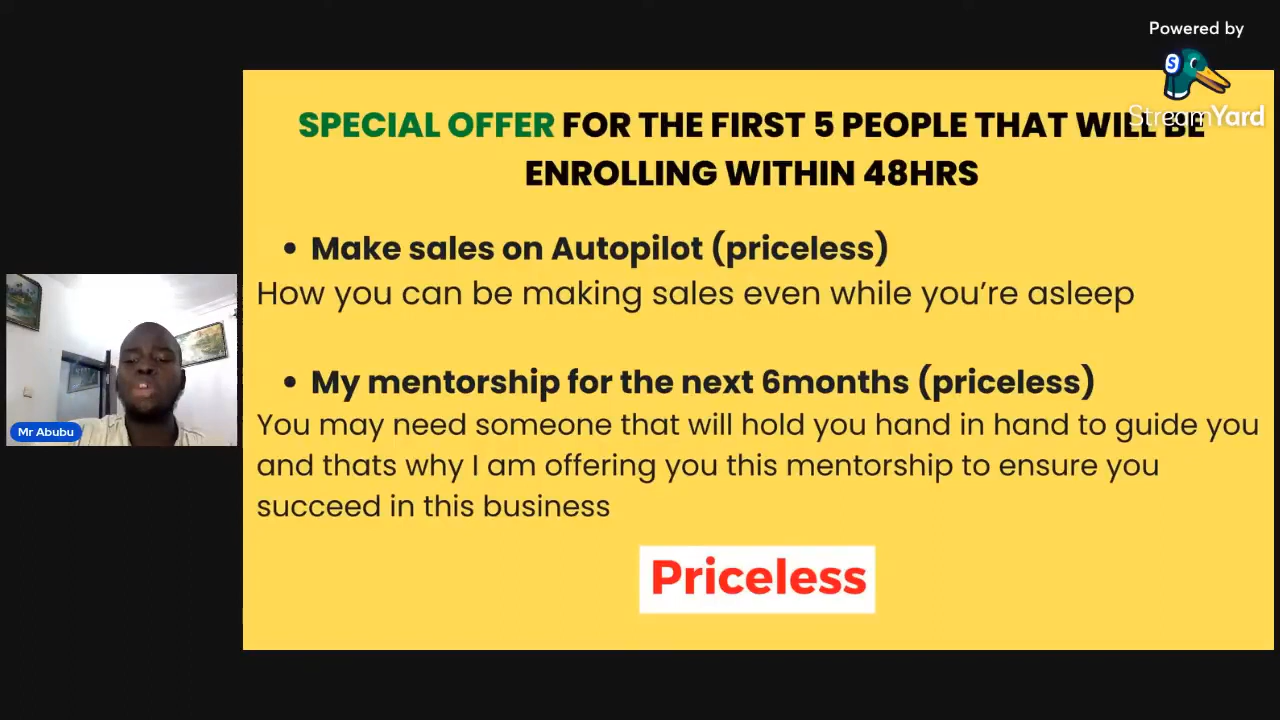 Powered by
StreamYard
SPECIAL OFFER FOR THE FIRST 5 PEOPLE THAT WILL BE
ENROLLING WITHIN 48HRS
• Make sales on Autopilot (priceless)
How you can be making sales even while you’re asleep
• My mentorship for the next 6months (priceless)
You may need someone that will hold you hand in hand to guide you
and thats why I am offering you this mentorship to ensure you
succeed in this business
Priceless
Mr Abubu